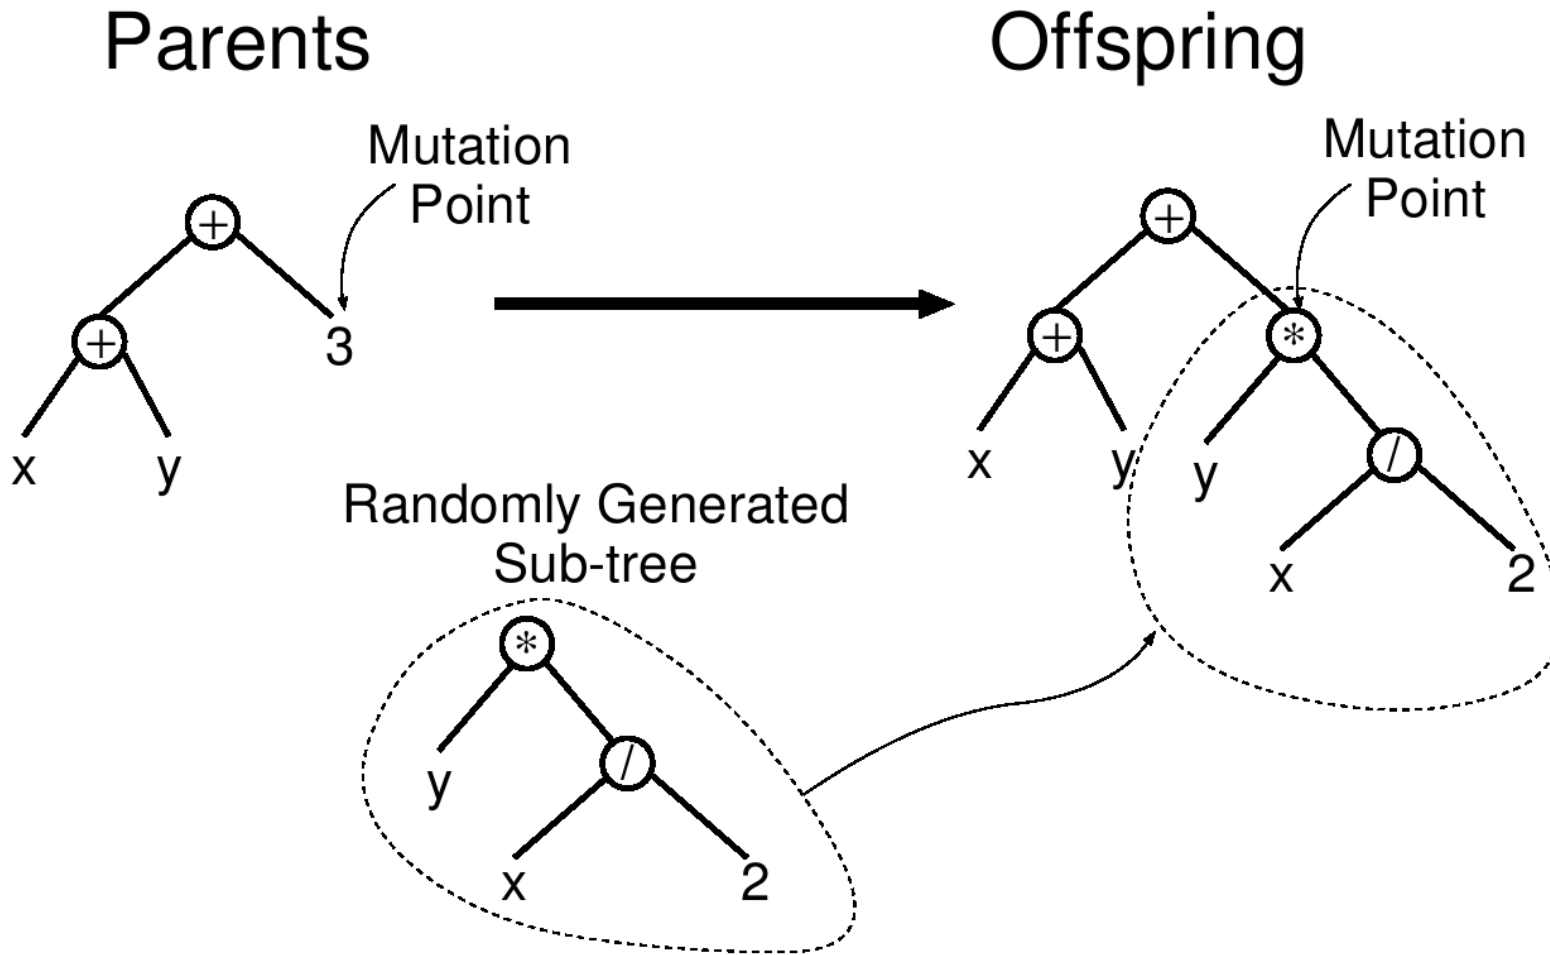 Parents
Offspring
Mutation
Point
Mutation
Point
+
+
3
x
y
+
+
*
x
y
y
/
x
2
Randomly Generated
Sub-tree
*
y
/
x
2